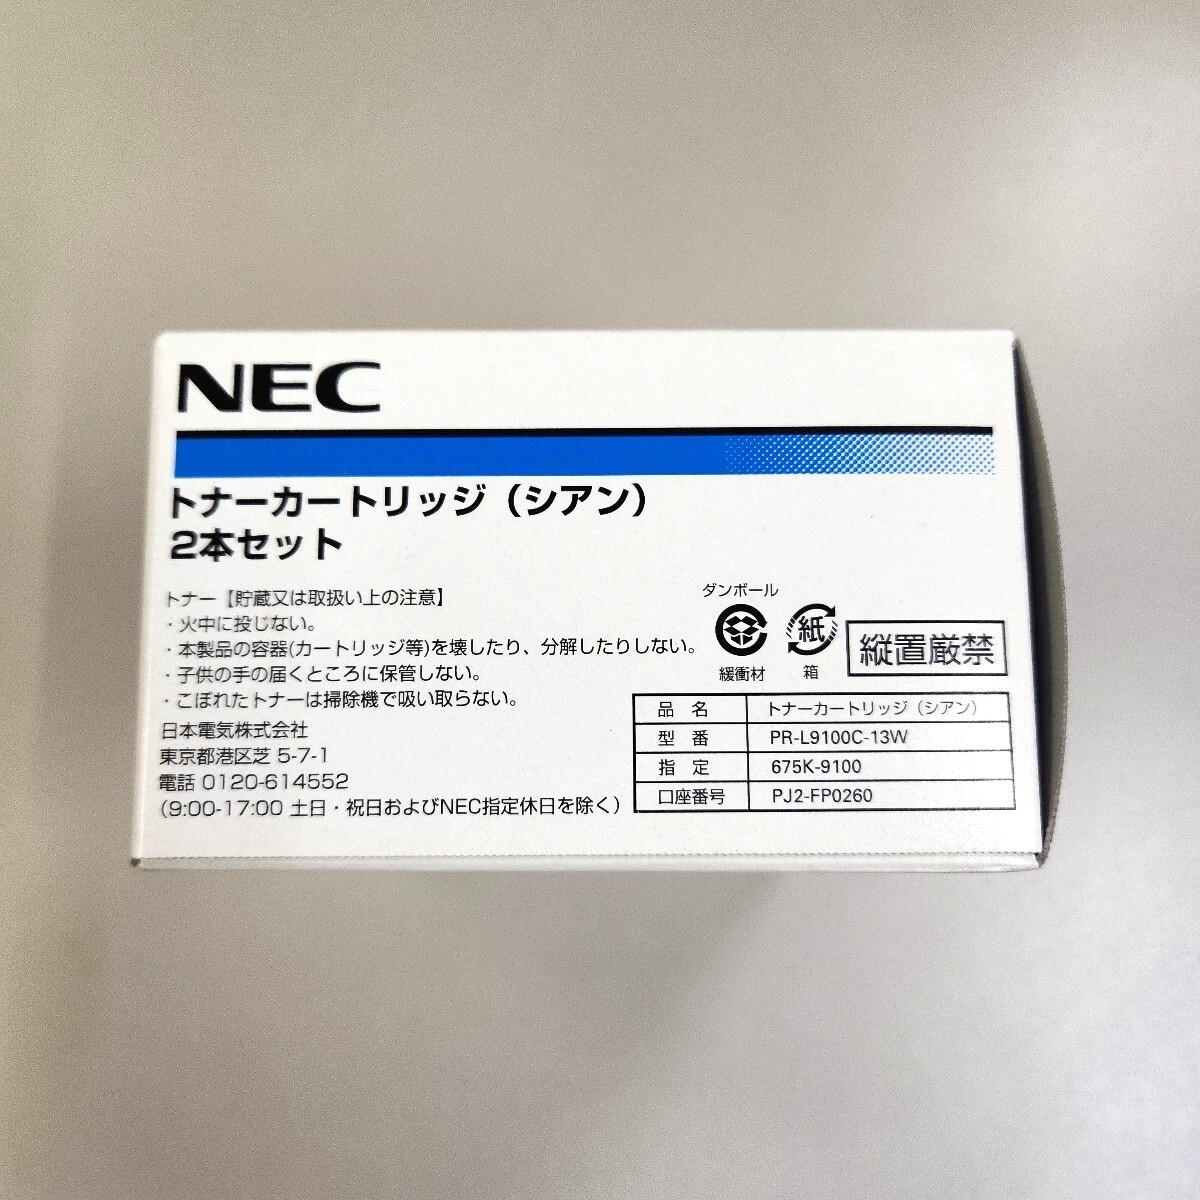 NEC
トナーカートリッジ（シアン）
2本セット
トナー【貯蔵又は取扱い上の注意】
・火中に投じない。
・本製品の容器(カートリッジ等)を壊したり、分解したりしない。
・子供の手の届くところに保管しない。
・こぼれたトナーは掃除機で吸い取らない。
日本電気株式会社
東京都港区芝 5-7-1
電話 0120-614552
（9:00-17:00 土日・祝日およびNEC指定休日を除く）
ダンボール
緩衝材
紙
箱
縦置厳禁
品 名 トナーカートリッジ（シアン）
型 番 PR-L9100C-13W
指 定 675K-9100
口座番号 PJ2-FP0260